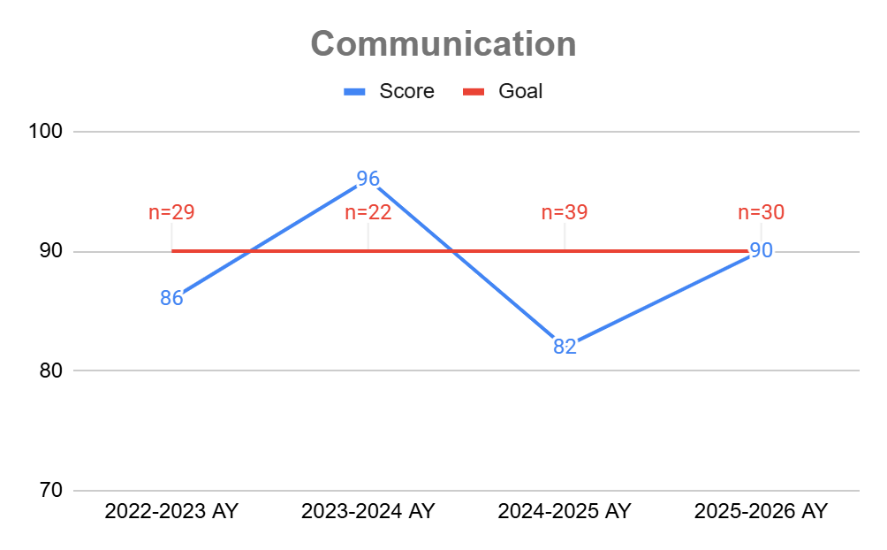 Communication
Score Goal
100
96
n=29 n=22 n=39 n=30
90 90
86
82
80
70
2022-2023 AY 2023-2024 AY 2024-2025 AY 2025-2026 AY